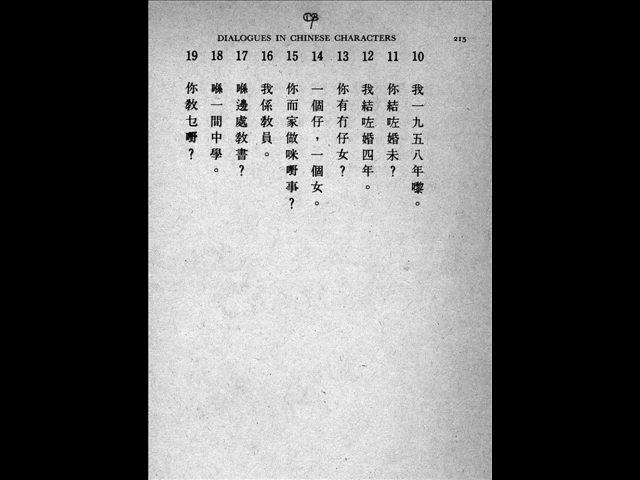 DIALOGUES IN CHINESE CHARACTERS 213
10 我一九五八年嚟。
11 你結咗婚未?
12 我結咗婚四年。
13 你有冇仔女?
14 一個仔,一個女。
15 你而家做咪嘢事?
16 我係教員。
17 喺邊處教書?
18 喺一間中學。
19 你教乜嘢?